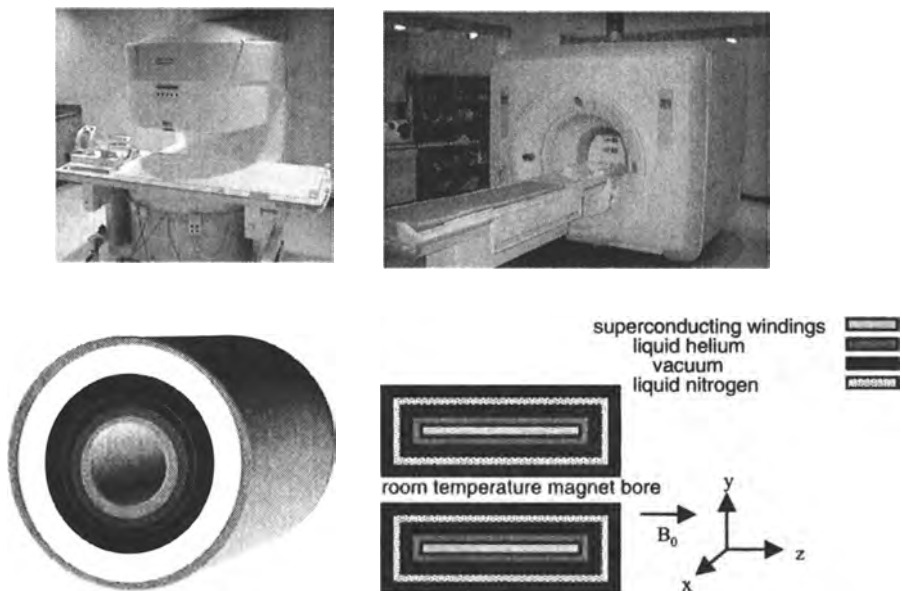 superconducting windings
liquid helium
vacuum
liquid nitrogen
room temperature magnet bore
B₀
y
z
x